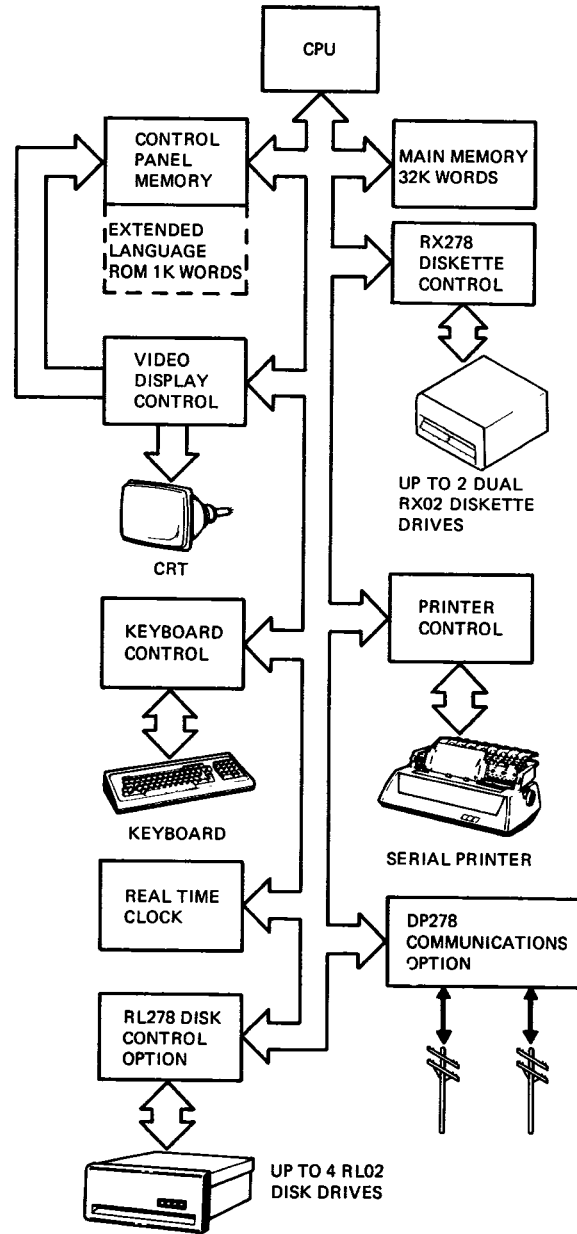 CPU
CONTROL
PANEL
MEMORY
EXTENDED
LANGUAGE
ROM 1K WORDS
MAIN MEMORY
32K WORDS
RX278
DISKETTE
CONTROL
VIDEO
DISPLAY
CONTROL
UP TO 2 DUAL
RX02 DISKETTE
DRIVES
CRT
KEYBOARD
CONTROL
PRINTER
CONTROL
KEYBOARD
SERIAL PRINTER
REAL TIME
CLOCK
DP278
COMMUNICATIONS
OPTION
RL278 DISK
CONTROL
OPTION
UP TO 4 RL02
DISK DRIVES